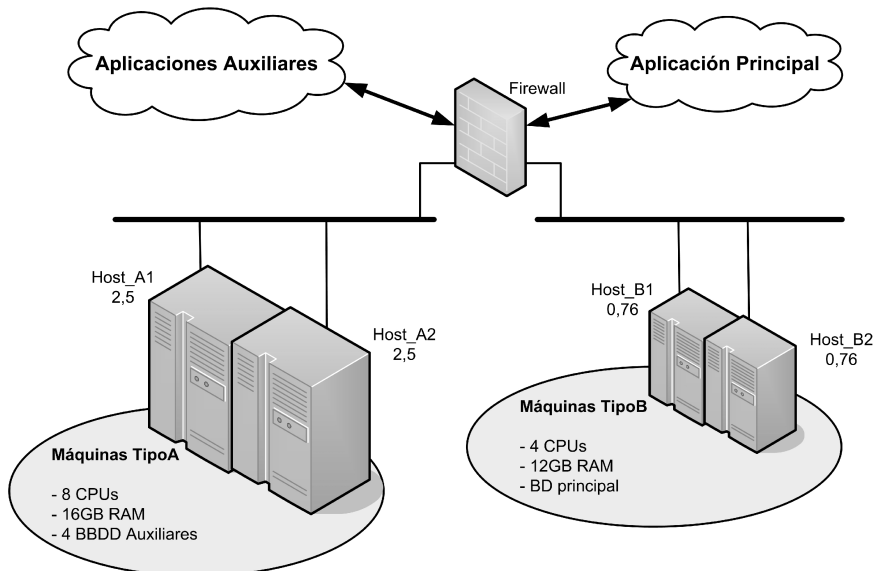 Aplicaciones Auxiliares
Aplicación Principal
Firewall
Host_A1
2,5
Host_A2
2,5
Host_B1
0,76
Host_B2
0,76
Máquinas TipoA
- 8 CPUs
- 16GB RAM
- 4 BBDD Auxiliares
Máquinas TipoB
- 4 CPUs
- 12GB RAM
- BD principal